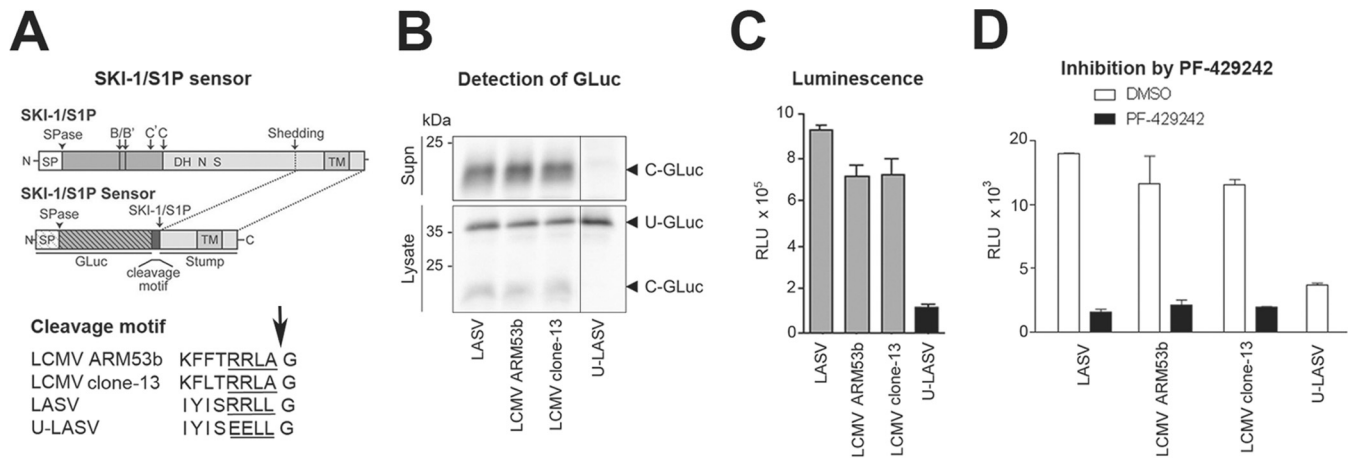 A
SKI-1/S1P sensor
SKI-1/S1P
SPase B/B' C' C Shedding
N SP DH N S TM
SKI-1/S1P Sensor
SPase SKI-1/S1P
N SP TM C
GLuc Stump
cleavage
motif
Cleavage motif
LCMV ARM53b KFFTRRLA G
LCMV clone-13 KFLTRRLA G
LASV IYISRRLL G
U-LASV IYISEELL G
B
Detection of GLuc
kDa
25
Supn
C-GLuc
35
U-GLuc
25
Lysate
C-GLuc
LASV
LCMV ARM53b
LCMV clone-13
U-LASV
C
Luminescence
RLU x 10⁵
10
8
6
4
2
0
LASV
LCMV ARM53b
LCMV clone-13
U-LASV
D
Inhibition by PF-429242
DMSO
PF-429242
RLU x 10³
20
10
5
0
LASV
LCMV ARM53b
LCMV clone-13
U-LASV